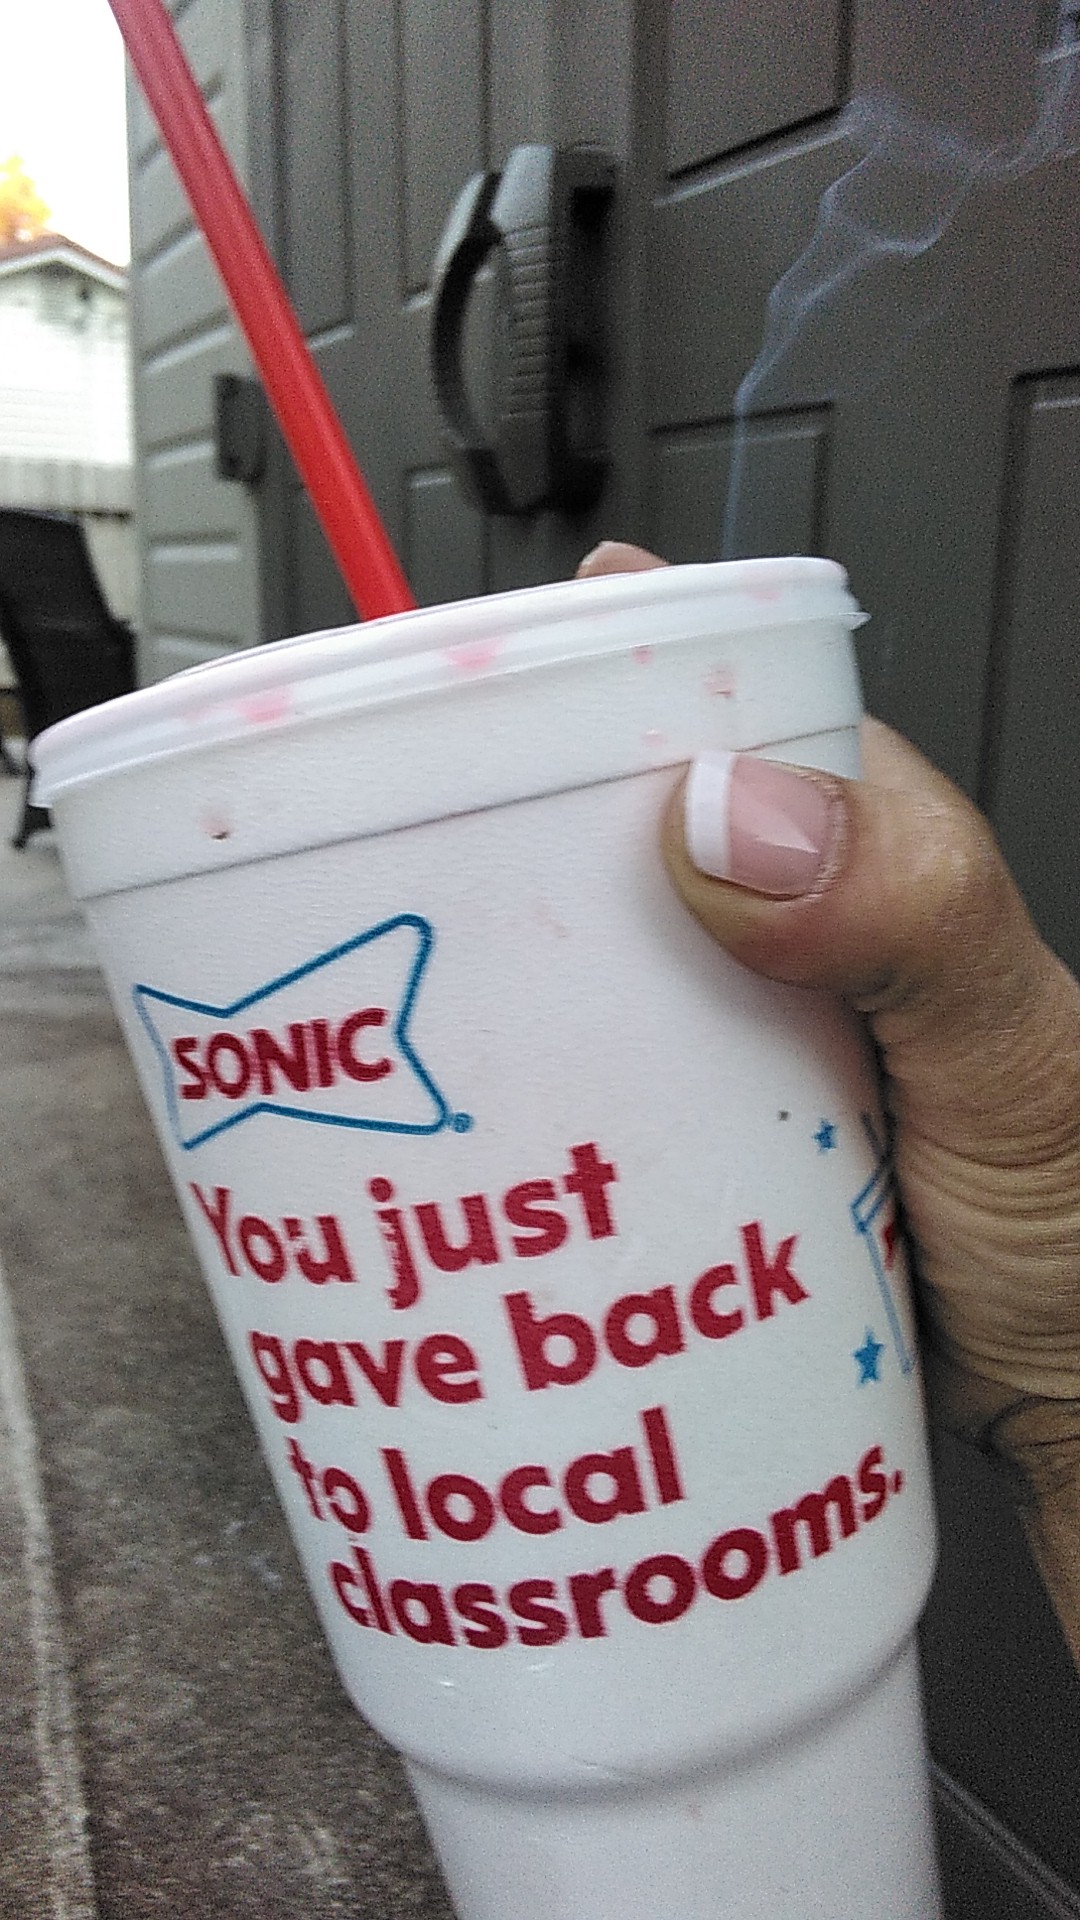 SONIC®
You just
gave back
to local
classrooms.